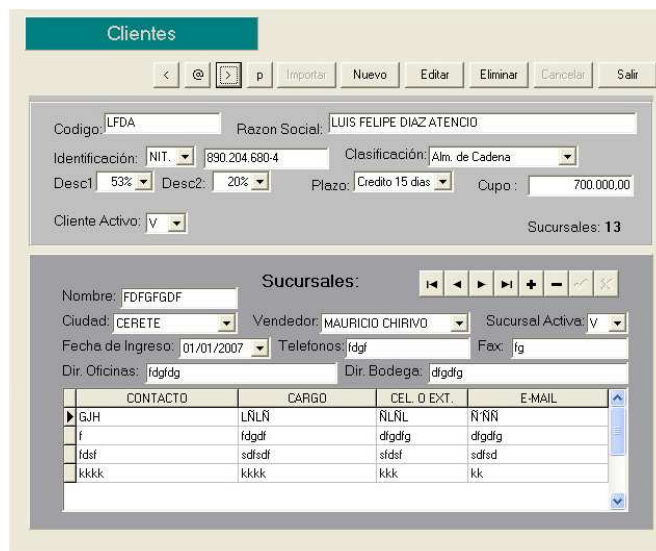 Clientes
< @ > p Importar Nuevo Editar Eliminar Cancelar Salir
Codigo: LFDA Razon Social: LUIS FELIPE DIAZ ATENCIO
Identificación: NIT. 890.204.680-4 Clasificación: Alm. de Cadena
Desc1 53% Desc2: 20% Plazo: Credito 15 dias Cupo : 700.000,00
Cliente Activo: V Sucursales: 13
Sucursales:
Nombre: FDFGFGDF
Ciudad: CERETE Vendedor: MAURICIO CHIRIVO Sucursal Activa: V
Fecha de Ingreso: 01/01/2007 Telefonos: fdgf Fax: fg
Dir. Oficinas: fdgfdg Dir. Bodega: dfgdfg
CONTACTO CARGO CEL. O EXT. E-MAIL
GJH LÑLÑ ÑLÑL Ñ´ÑÑ
f fdgdf dfgdfg dfgdfg
fdsf sdfsdf sfdsf sdfsd
kkkk kkkk kkk kk